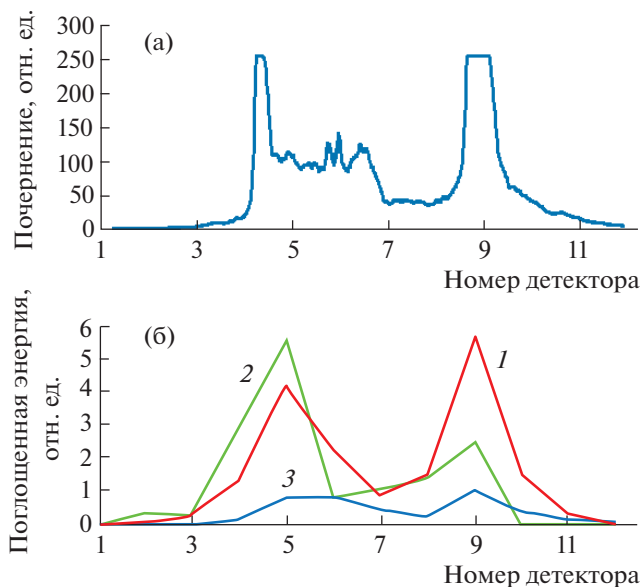 (а)
Почернение, отн. ед.
300
250
200
150
100
50
0
1 3 5 7 9 11
Номер детектора
(б)
Поглощенная энергия,
отн. ед.
6
5
4
3
2
1
0
2
1
3
1 3 5 7 9 11
Номер детектора